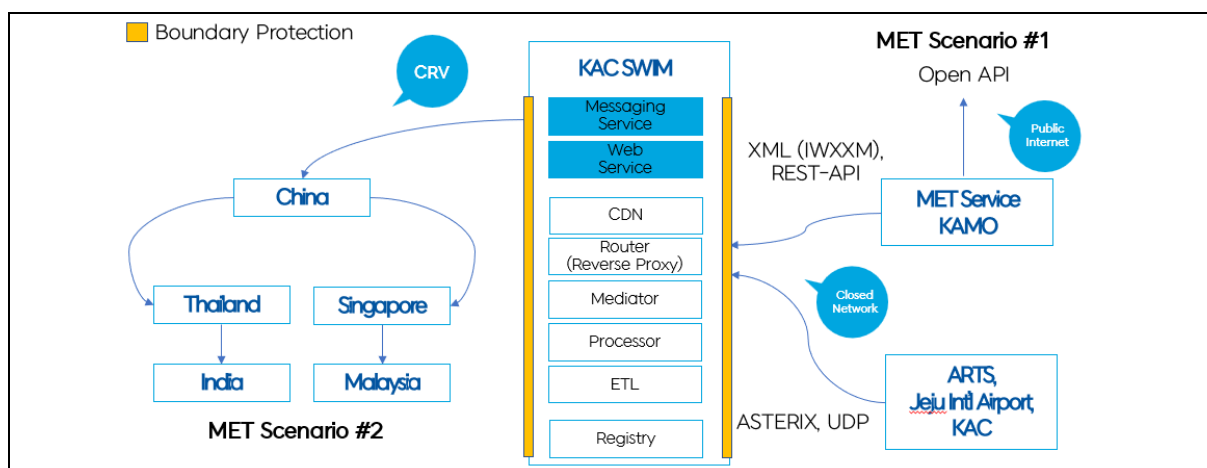 Boundary Protection
CRV
China
Thailand
Singapore
India
Malaysia
MET Scenario #2
KAC SWIM
Messaging
Service
Web
Service
CDN
Router
(Reverse Proxy)
Mediator
Processor
ETL
Registry
MET Scenario #1
Open API
Public
Internet
XML (IWXXM),
REST-API
MET Service
KAMO
Closed
Network
ARTS,
Jeju Int'l Airport,
KAC
ASTERIX, UDP